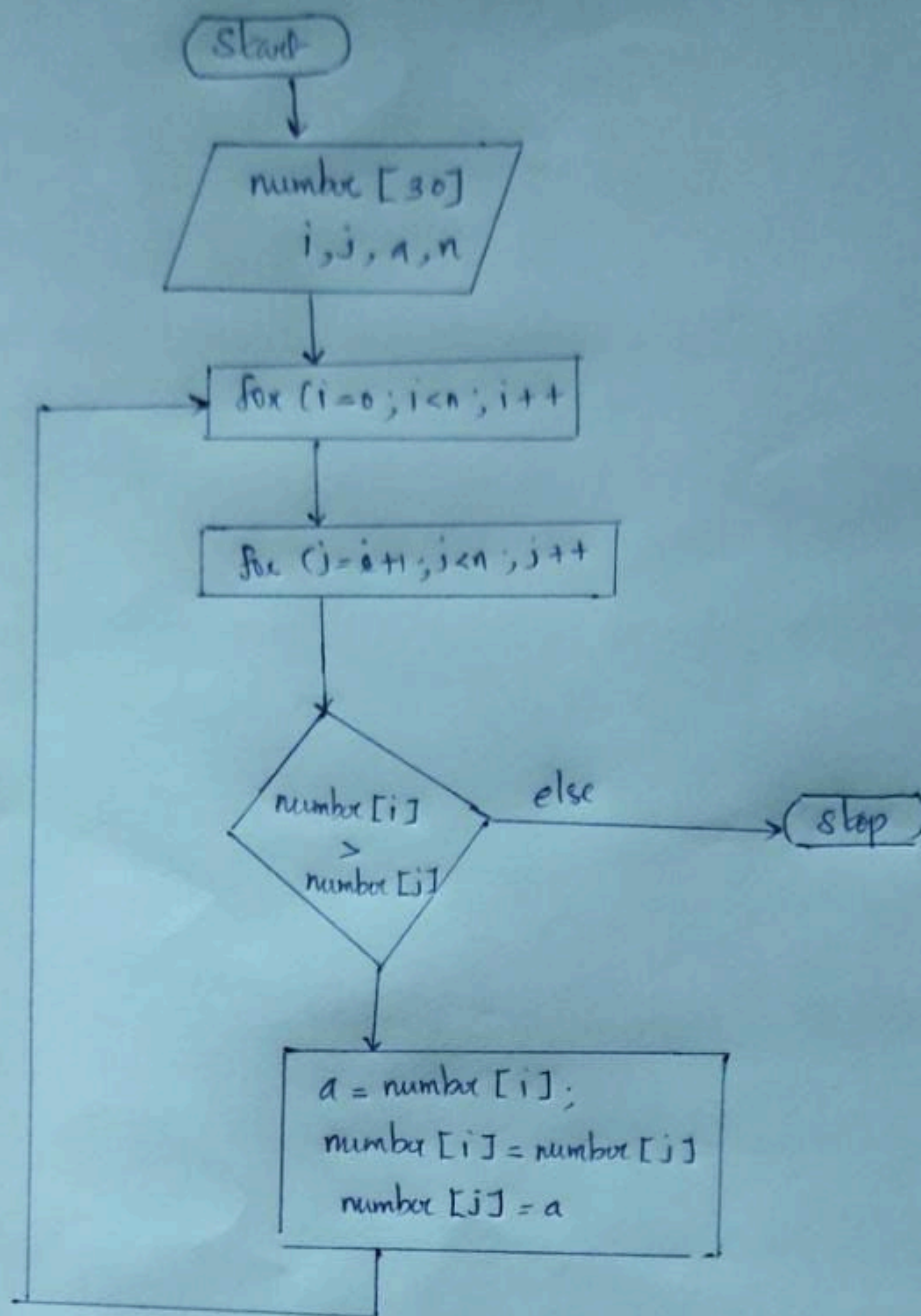 Start
number [30]
i, j, a, n
for (i=0; i<n; i++
for (j=i+1; j<n; j++
number [i]
>
number [j]
else
stop
a = number [i];
number [i] = number [j]
number [j] = a